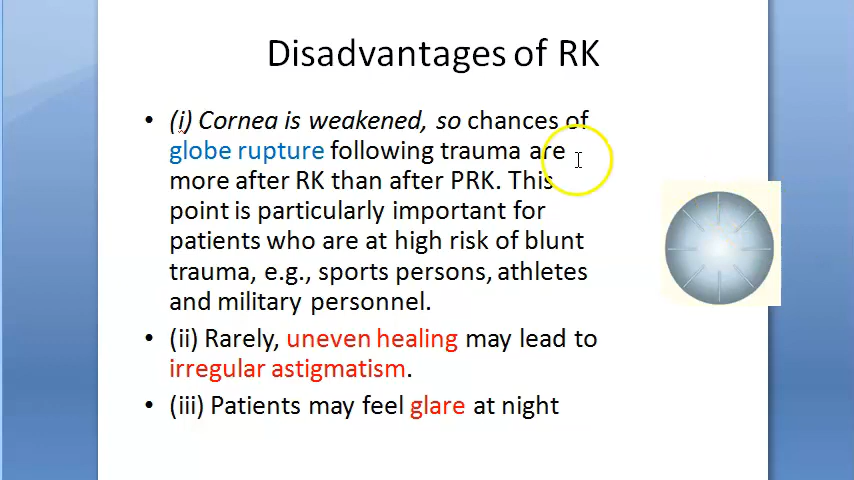 Disadvantages of RK
• (i) Cornea is weakened, so chances of
globe rupture following trauma are
more after RK than after PRK. This
point is particularly important for
patients who are at high risk of blunt
trauma, e.g., sports persons, athletes
and military personnel.
• (ii) Rarely, uneven healing may lead to
irregular astigmatism.
• (iii) Patients may feel glare at night